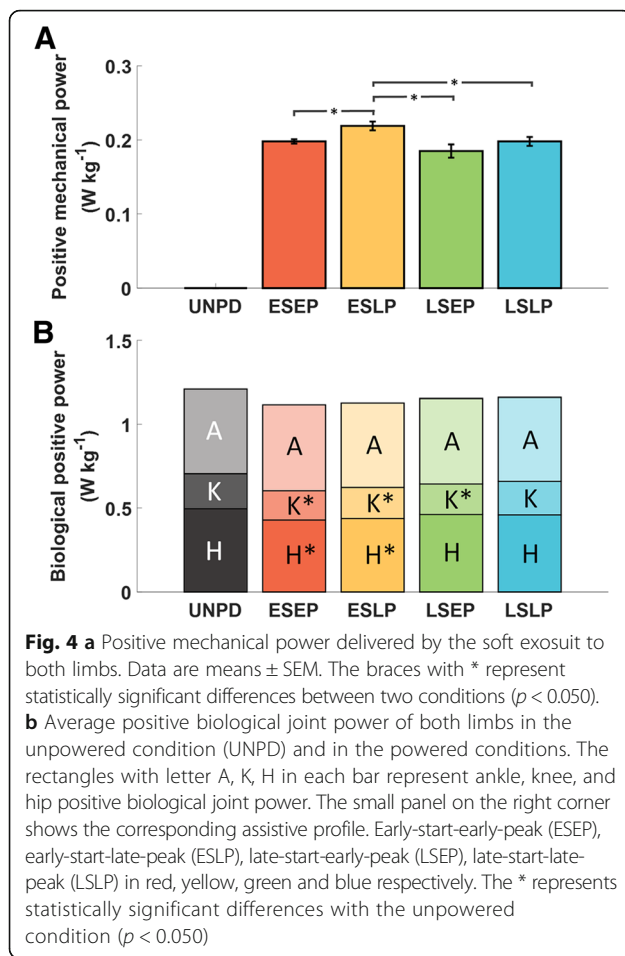 A
Positive mechanical power
(W kg-1)
0.3
0.2
0.1
0
*
*
*
UNPD ESEP ESLP LSEP LSLP
B
Biological positive power
(W kg-1)
1.5
1
0.5
0
A A A A A
K K* K* K* K
H H* H* H H
UNPD ESEP ESLP LSEP LSLP
Fig. 4 a Positive mechanical power delivered by the soft exosuit to
both limbs. Data are means ± SEM. The braces with * represent
statistically significant differences between two conditions (p < 0.050).
b Average positive biological joint power of both limbs in the
unpowered condition (UNPD) and in the powered conditions. The
rectangles with letter A, K, H in each bar represent ankle, knee, and
hip positive biological joint power. The small panel on the right corner
shows the corresponding assistive profile. Early-start-early-peak (ESEP),
early-start-late-peak (ESLP), late-start-early-peak (LSEP), late-start-late-
peak (LSLP) in red, yellow, green and blue respectively. The * represents
statistically significant differences with the unpowered
condition (p < 0.050)